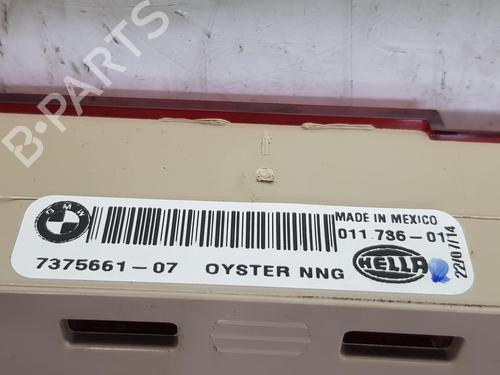 B-PARTS
BMW
MADE IN MEXICO
011 736-01
7375661-07 OYSTER NNG
HELLA
22/07/14